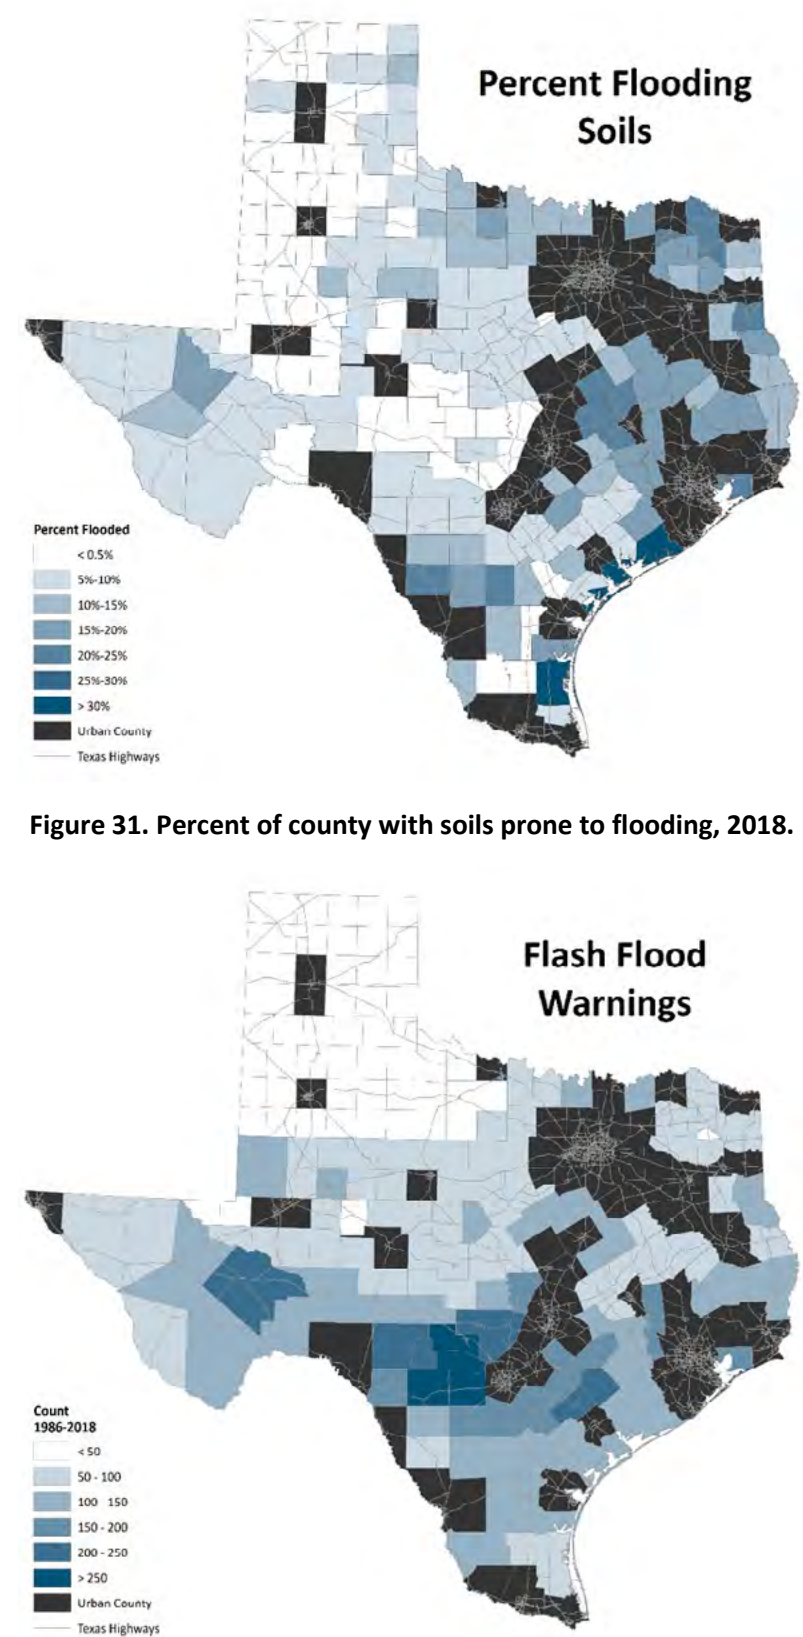 Percent Flooding
Soils
Percent Flooded
< 0.5%
5%-10%
10%-15%
15%-20%
20%-25%
25%-30%
> 30%
Urban County
Texas Highways
Figure 31. Percent of county with soils prone to flooding, 2018.
Flash Flood
Warnings
Count
1986-2018
< 50
50 - 100
100 150
150 - 200
200 - 250
> 250
Urban County
Texas Highways